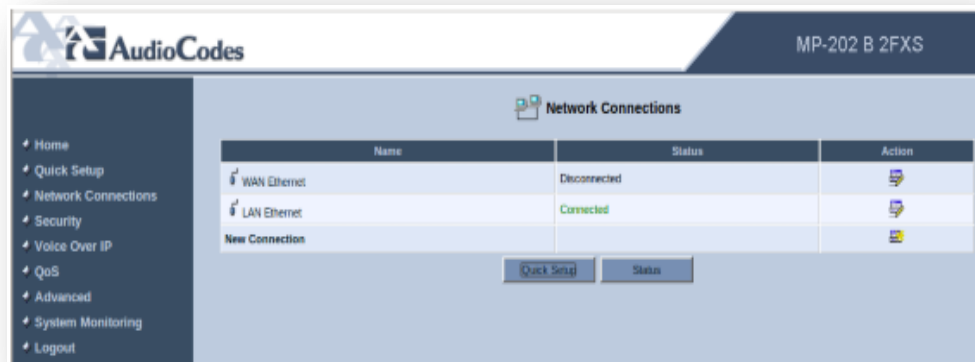 AudioCodes
MP-202 B 2FXS
Network Connections
Home
Quick Setup
Network Connections
Security
Voice Over IP
QoS
Advanced
System Monitoring
Logout
Name Status Action
WAN Ethernet Disconnected
LAN Ethernet Connected
New Connection
Quick Setup Status